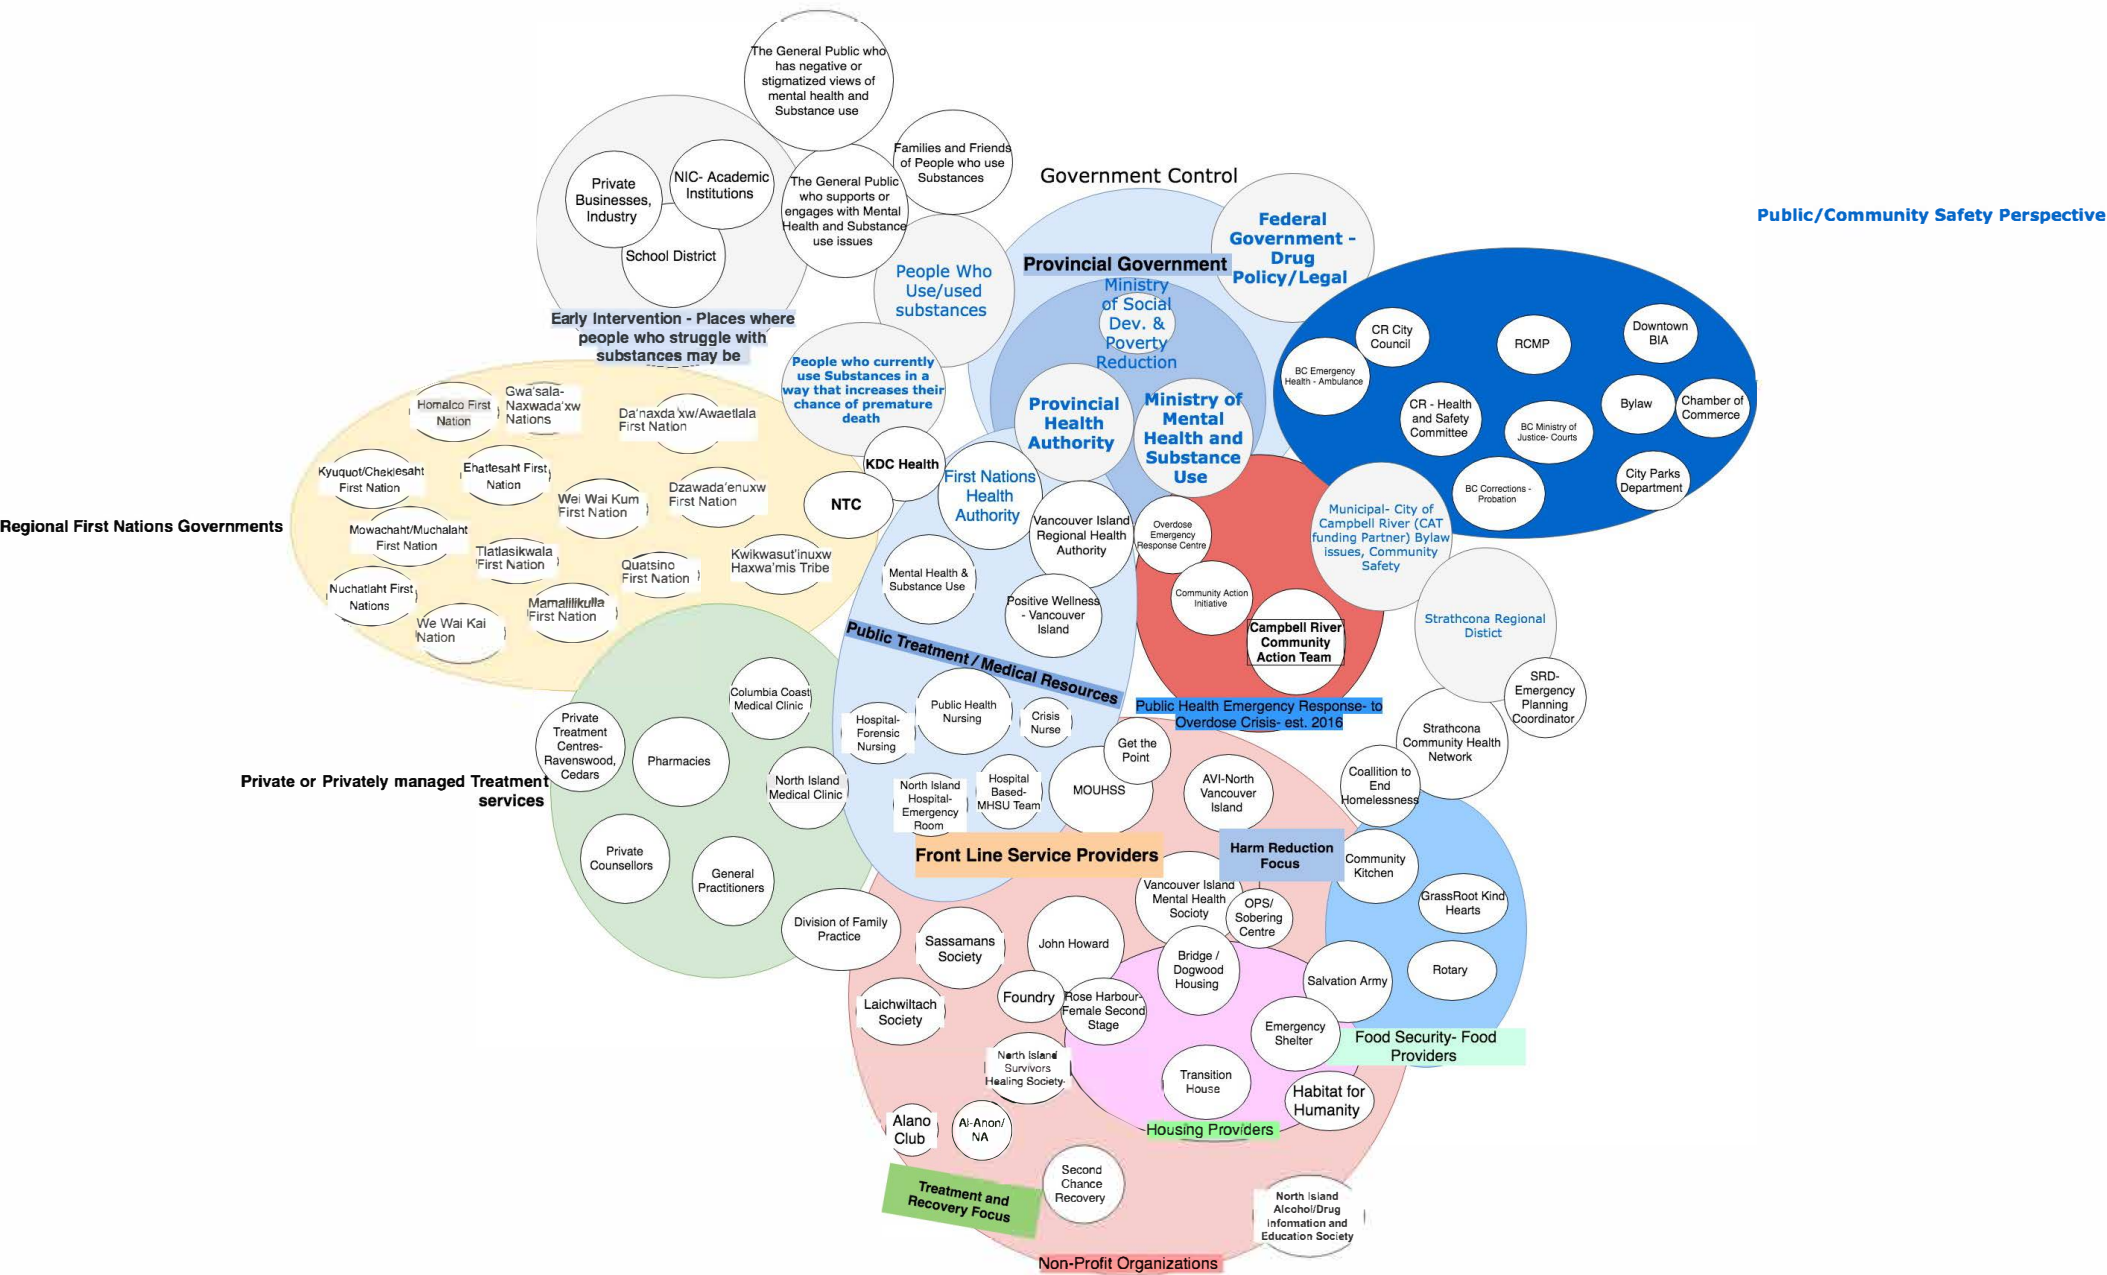 The General Public who
has negative or
stigmatized views of
mental health and
Substance use
Families and Friends
of People who use
Substances
Private
Businesses,
Industry
NIC- Academic
Institutions
School District
The General Public
who supports or
engages with Mental
Health and Substance
use issues
Early Intervention - Places where
people who struggle with
substances may be
People Who
Use/used
substances
People who currently
use Substances in a
way that increases their
chance of premature
death
Government Control
Federal
Government -
Drug
Policy/Legal
Provincial Government
Ministry
of Social
Dev. &
Poverty
Reduction
Provincial
Health
Authority
Ministry of
Mental
Health and
Substance
Use
Public/Community Safety Perspective
CR City
Council
RCMP
Downtown
BIA
BC Emergency
Health - Ambulance
CR - Health
and Safety
Committee
BC Ministry of
Justice- Courts
Bylaw
Chamber of
Commerce
BC Corrections -
Probation
City Parks
Department
Municipal- City of
Campbell River (CAT
funding Partner) Bylaw
issues, Community
Safety
Strathcona Regional
Distict
SRD-
Emergency
Planning
Coordinator
Strathcona
Community Health
Network
Coallition to
End
Homelessness
Regional First Nations Governments
Homalco First
Nation
Gwa'sala-
Naxwada'xw
Nations
Da'naxda'xw/Awaetlala
First Nation
Kyuquot/Cheklesaht
First Nation
Ehattesaht First
Nation
Wei Wai Kum
First Nation
Dzawada'enuxw
First Nation
Mowachaht/Muchalaht
First Nation
Tlatlasikwala
'First Nation
Quatsino
First Nation
Kwikwasut'inuxw
Haxwa'mis Tribe
Nuchatlaht First
Nations
We Wai Kai
Nation
Mamalilikulla
First Nation
KDC Health
NTC
First Nations
Health
Authority
Vancouver Island
Regional Health
Authority
Mental Health &
Substance Use
Positive Wellness
- Vancouver
Island
Public Treatment / Medical Resources
Hospital-
Forensic
Nursing
Public Health
Nursing
Crisis
Nurse
North Island
Hospital-
Emergency
Room
Hospital
Based-
MHSU Team
MOUHSS
Get the
Point
Overdose
Emergency
Response Centre
Community Action
Initiative
Campbell River
Community
Action Team
Public Health Emergency Response- to
Overdose Crisis- est. 2016
Private or Privately managed Treatment
services
Private
Treatment
Centres-
Ravenswood,
Cedars
Pharmacies
Columbia Coast
Medical Clinic
North Island
Medical Clinic
Private
Counsellors
General
Practitioners
Division of Family
Practice
Front Line Service Providers
AVI-North
Vancouver
Island
Harm Reduction
Focus
Vancouver Island
Mental Health
Society
OPS/
Sobering
Centre
Community
Kitchen
GrassRoot Kind
Hearts
Rotary
Salvation Army
Food Security- Food
Providers
Sassamans
Society
John Howard
Bridge /
Dogwood
Housing
Laichwiltach
Society
Foundry
Rose Harbour-
Female Second
Stage
Emergency
Shelter
North Island
Survivors
Healing Society-
Transition
House
Habitat for
Humanity
Housing Providers
Alano
Club
Al-Anon/
NA
Treatment and
Recovery Focus
Second
Chance
Recovery
North Island
Alcohol/Drug
Information and
Education Society
Non-Profit Organizations